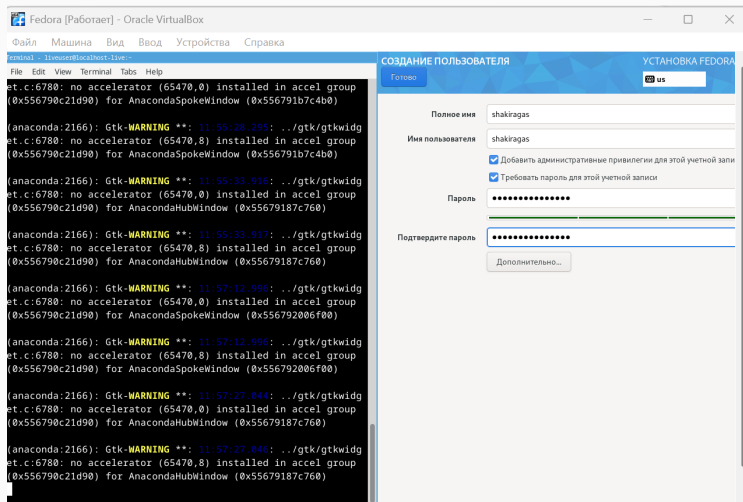 Fedora [Работает] - Oracle VirtualBox
Файл Машина Вид Ввод Устройства Справка
Terminal - liveuser@localhost-live:~
File Edit View Terminal Tabs Help
et.c:6780: no accelerator (65470,0) installed in accel group
(0x556790c21d90) for AnacondaSpokeWindow (0x556791b7c4b0)
(anaconda:2166): Gtk-WARNING **: ../gtk/gtkwidg
et.c:6780: no accelerator (65470,8) installed in accel group
(0x556790c21d90) for AnacondaSpokeWindow (0x556791b7c4b0)
(anaconda:2166): Gtk-WARNING **: ../gtk/gtkwidg
et.c:6780: no accelerator (65470,0) installed in accel group
(0x556790c21d90) for AnacondaHubWindow (0x55679187c760)
(anaconda:2166): Gtk-WARNING **: ../gtk/gtkwidg
et.c:6780: no accelerator (65470,8) installed in accel group
(0x556790c21d90) for AnacondaHubWindow (0x55679187c760)
(anaconda:2166): Gtk-WARNING **: ../gtk/gtkwidg
et.c:6780: no accelerator (65470,0) installed in accel group
(0x556790c21d90) for AnacondaSpokeWindow (0x556792006f00)
(anaconda:2166): Gtk-WARNING **: ../gtk/gtkwidg
et.c:6780: no accelerator (65470,8) installed in accel group
(0x556790c21d90) for AnacondaSpokeWindow (0x556792006f00)
(anaconda:2166): Gtk-WARNING **: ../gtk/gtkwidg
et.c:6780: no accelerator (65470,0) installed in accel group
(0x556790c21d90) for AnacondaHubWindow (0x55679187c760)
(anaconda:2166): Gtk-WARNING **: ../gtk/gtkwidg
et.c:6780: no accelerator (65470,8) installed in accel group
(0x556790c21d90) for AnacondaHubWindow (0x55679187c760)
СОЗДАНИЕ ПОЛЬЗОВАТЕЛЯ
УСТАНОВКА FEDORA
Готово
us
Полное имя shakiragas
Имя пользователя shakiragas
Добавить административные привилегии для этой учетной запи
Требовать пароль для этой учетной записи
Пароль •••••••••••••••
Подтвердите пароль •••••••••••••••
Дополнительно...